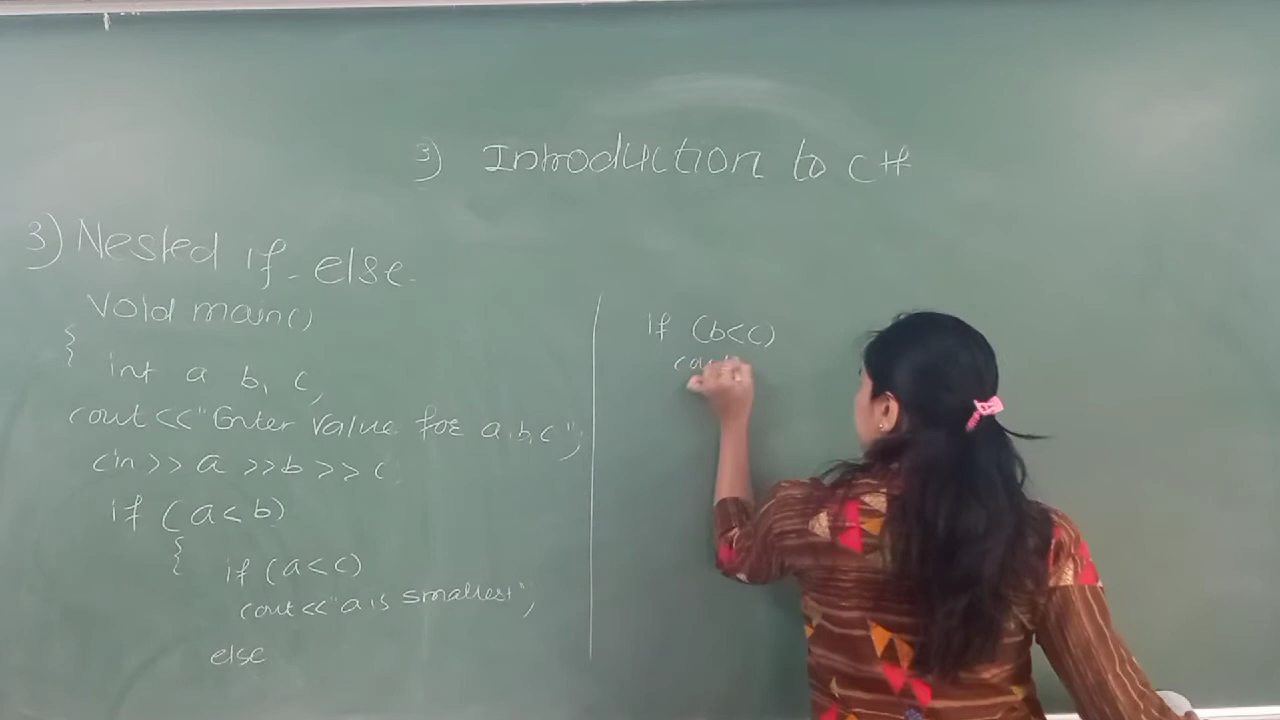 3) Introduction to C#
3) Nested if-else
void main()
{
int a b, c,
cout <<"Enter value for a,b,c";
cin >> a >>b >> c
if (a < b)
{
if (a<c)
cout <<"a is smallest";
else
if (b<c)
cout